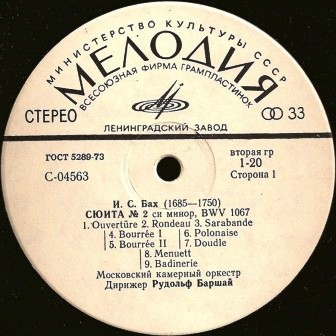 МИНИСТЕРСТВО КУЛЬТУРЫ СССР
МЕЛОДИЯ
ВСЕСОЮЗНАЯ ФИРМА ГРАМПЛАСТИНОК
СТЕРЕО
33
ЛЕНИНГРАДСКИЙ ЗАВОД
ГОСТ 5289-73
вторая гр
1-20
С-04563
Сторона 1
И. С. Бах (1685—1750)
СЮИТА № 2 си минор, BWV 1067
1. Ouverture 2. Rondeau 3. Sarabande
4. Bourrée I
6. Polonaise
5. Bourrée II
7. Doudle
8. Menuett
9. Badinerie
Московский камерный оркестр
Дирижер Рудольф Баршай